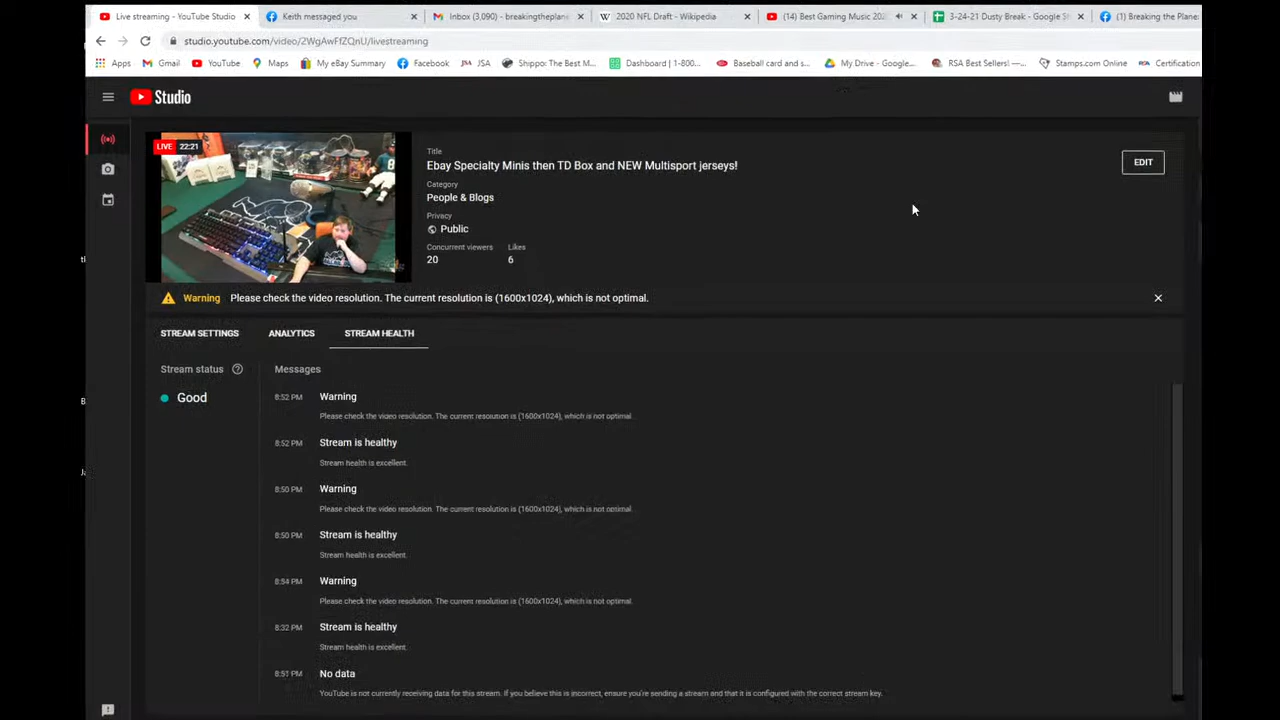 Live streaming - YouTube Studio
Keith messaged you
Inbox (3,090) - breakingtheplane
2020 NFL Draft - Wikipedia
(14) Best Gaming Music 202
3-24-21 Dusty Break - Google S
(1) Breaking the Plane
studio.youtube.com/video/2WgAwFfZQnU/livestreaming
Apps
Gmail
YouTube
Maps
My eBay Summary
Facebook
JSA
Shippo: The Best M...
Dashboard | 1-800...
Baseball card and s...
My Drive - Google...
RSA Best Sellers! —...
Stamps.com Online
Certification
Studio
LIVE 22:21
Title
Ebay Specialty Minis then TD Box and NEW Multisport jerseys!
EDIT
Category
People & Blogs
Privacy
Public
Concurrent viewers Likes
20 6
Warning Please check the video resolution. The current resolution is (1600x1024), which is not optimal.
STREAM SETTINGS ANALYTICS STREAM HEALTH
Stream status
Good
Messages
8:52 PM Warning
Please check the video resolution. The current resolution is (1600x1024), which is not optimal.
8:52 PM Stream is healthy
Stream health is excellent.
8:50 PM Warning
Please check the video resolution. The current resolution is (1600x1024), which is not optimal.
8:50 PM Stream is healthy
Stream health is excellent.
8:34 PM Warning
Please check the video resolution. The current resolution is (1600x1024), which is not optimal.
8:32 PM Stream is healthy
Stream health is excellent.
No data
YouTube is not currently receiving data for this stream. If you believe this is incorrect, ensure you're sending a stream and that it is configured with the correct stream key.